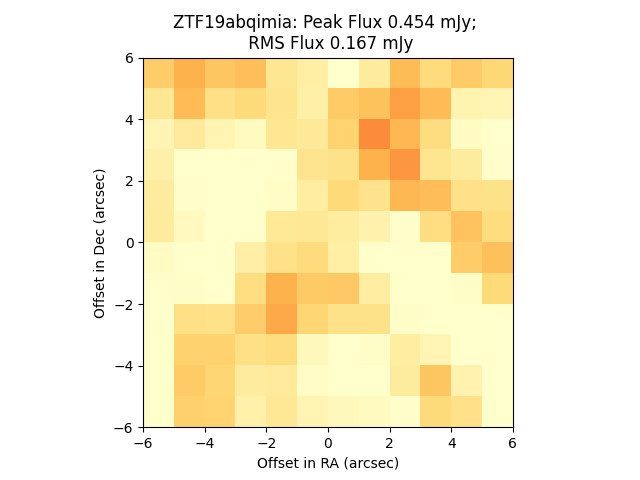 ZTF19abqimia: Peak Flux 0.454 mJy;
RMS Flux 0.167 mJy
6
4
2
0
−2
−4
−6
Offset in Dec (arcsec)
−6 −4 −2 0 2 4 6
Offset in RA (arcsec)